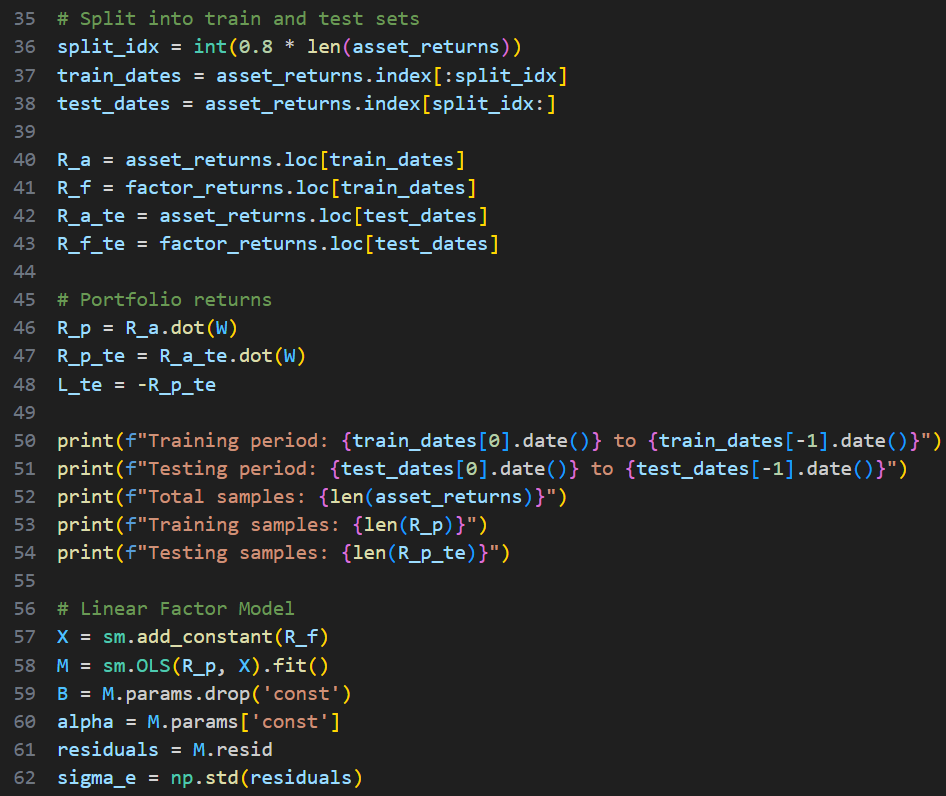 35 # Split into train and test sets
36 split_idx = int(0.8 * len(asset_returns))
37 train_dates = asset_returns.index[:split_idx]
38 test_dates = asset_returns.index[split_idx:]
39
40 R_a = asset_returns.loc[train_dates]
41 R_f = factor_returns.loc[train_dates]
42 R_a_te = asset_returns.loc[test_dates]
43 R_f_te = factor_returns.loc[test_dates]
44
45 # Portfolio returns
46 R_p = R_a.dot(W)
47 R_p_te = R_a_te.dot(W)
48 L_te = -R_p_te
49
50 print(f"Training period: {train_dates[0].date()} to {train_dates[-1].date()}")
51 print(f"Testing period: {test_dates[0].date()} to {test_dates[-1].date()}")
52 print(f"Total samples: {len(asset_returns)}")
53 print(f"Training samples: {len(R_p)}")
54 print(f"Testing samples: {len(R_p_te)}")
55
56 # Linear Factor Model
57 X = sm.add_constant(R_f)
58 M = sm.OLS(R_p, X).fit()
59 B = M.params.drop('const')
60 alpha = M.params['const']
61 residuals = M.resid
62 sigma_e = np.std(residuals)